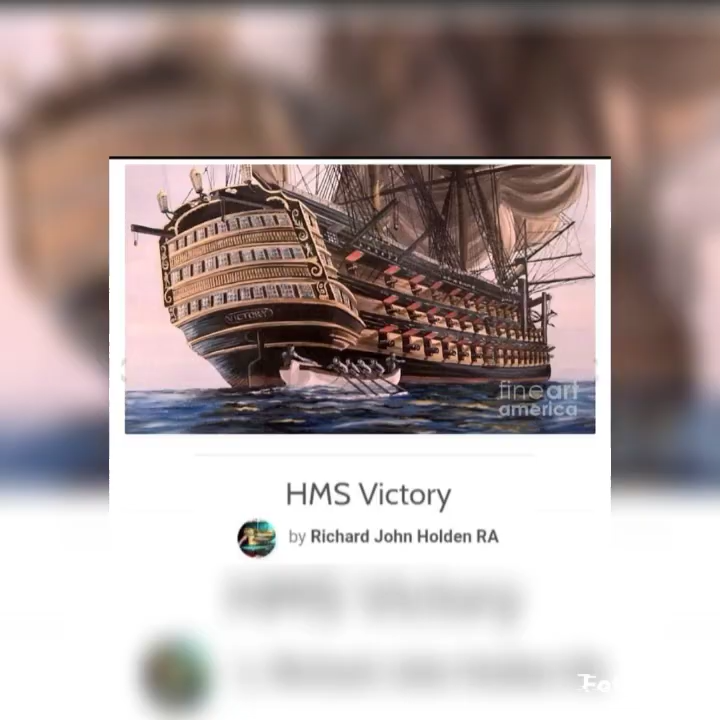 VICTORY
fineart
america
HMS Victory
by Richard John Holden RA